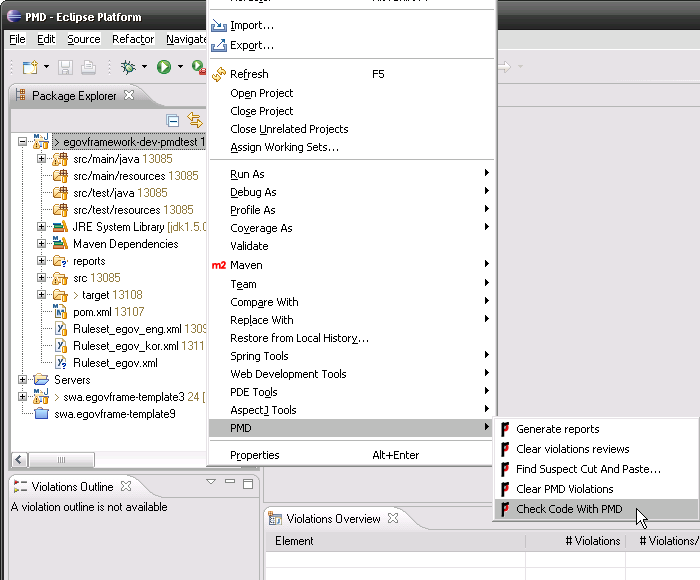 PMD - Eclipse Platform
File Edit Source Refactor Navigate
Package Explorer
> egovframework-dev-pmdtest 1
src/main/java 13085
src/main/resources 13085
src/test/java 13085
src/test/resources 13085
JRE System Library [jdk1.5.0
Maven Dependencies
reports
src 13085
> target 13108
pom.xml 13107
Ruleset_egov_eng.xml 1309
Ruleset_egov_kor.xml 1311
Ruleset_egov.xml
Servers
> swa.egovframe-template3 24 [
swa.egovframe-template9
Import...
Export...
Refresh F5
Open Project
Close Project
Close Unrelated Projects
Assign Working Sets...
Run As
Debug As
Profile As
Coverage As
Validate
m2 Maven
Team
Compare With
Replace With
Restore from Local History...
Spring Tools
Web Development Tools
PDE Tools
AspectJ Tools
PMD
Properties Alt+Enter
Generate reports
Clear violations reviews
Find Suspect Cut And Paste...
Clear PMD Violations
Check Code With PMD
Violations Outline
A violation outline is not available
Violations Overview
Element # Violations # Violations/